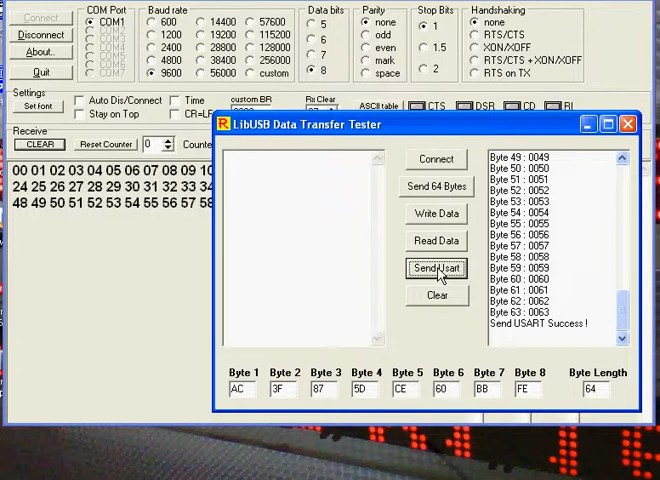 Connect
Disconnect
About..
Quit
COM Port
COM1
COM2
COM3
COM4
COM5
COM6
COM7
Baud rate
600 14400 57600
1200 19200 115200
2400 28800 128000
4800 38400 256000
9600 56000 custom
Data bits
5
6
7
8
Parity
none
odd
even
mark
space
Stop Bits
1
1.5
2
Handshaking
none
RTS/CTS
XON/XOFF
RTS/CTS + XON/XOFF
RTS on TX
Settings
Set font
Auto Dis/Connect
Time
Stay on Top
CR=LF
custom BR
Rx Clear
ASCII table
CTS
DSR
CD
RI
Receive
CLEAR
Reset Counter
0
00 01 02 03 04 05 06 07 08 09 10
24 25 26 27 28 29 30 31 32 33 34
48 49 50 51 52 53 54 55 56 57 58
LibUSB Data Transfer Tester
Connect
Send 64 Bytes
Write Data
Read Data
Send Usart
Clear
Byte 49 : 0049
Byte 50 : 0050
Byte 51 : 0051
Byte 52 : 0052
Byte 53 : 0053
Byte 54 : 0054
Byte 55 : 0055
Byte 56 : 0056
Byte 57 : 0057
Byte 58 : 0058
Byte 59 : 0059
Byte 60 : 0060
Byte 61 : 0061
Byte 62 : 0062
Byte 63 : 0063
Send USART Success !
Byte 1 Byte 2 Byte 3 Byte 4 Byte 5 Byte 6 Byte 7 Byte 8 Byte Length
AC 3F 87 5D CE 60 BB FE 64